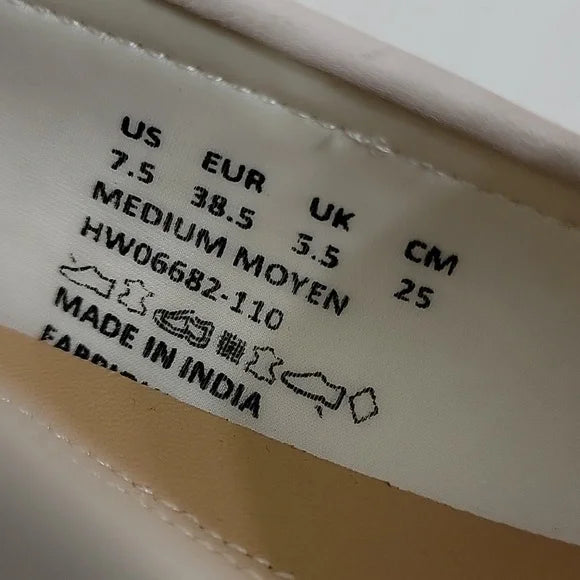 US EUR UK CM
7.5 38.5 5.5 25
MEDIUM MOYEN
HW06682-110
MADE IN INDIA